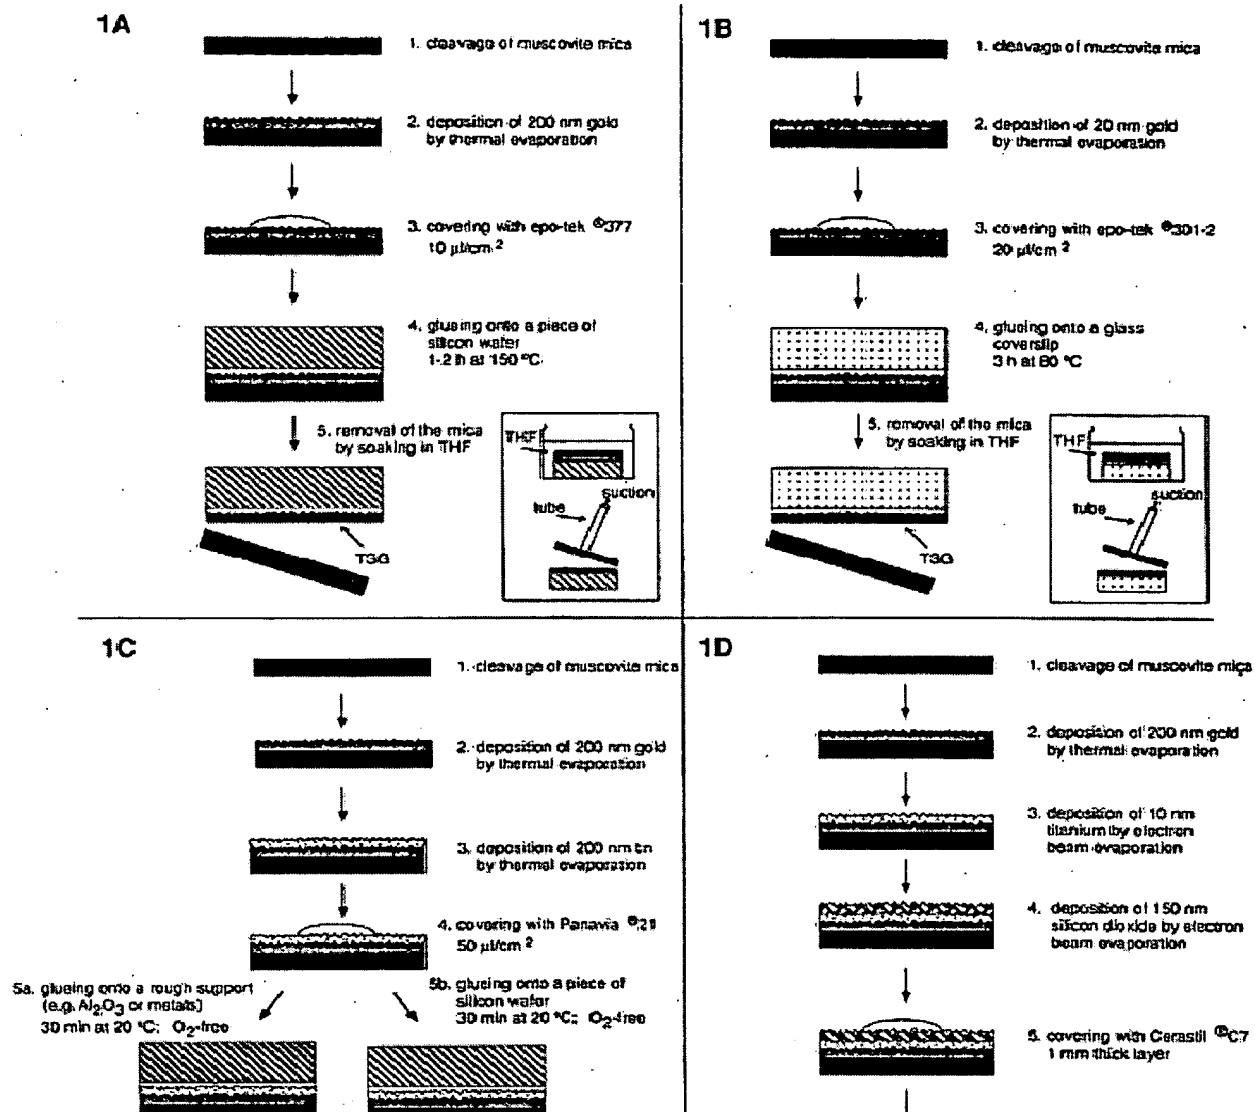 1A
1. cleavage of muscovite mica
2. deposition of 200 nm gold
by thermal evaporation
3. covering with epo-tek ®377
10 µl/cm 2
4. glueing onto a piece of
silicon wafer
1-2 h at 150 °C
5. removal of the mica
by soaking in THF
THF
suction
tube
TSG
1B
1. cleavage of muscovite mica
2. deposition of 20 nm gold
by thermal evaporation
3. covering with epo-tek ®301-2
20 µl/cm 2
4. glueing onto a glass
coverslip
3 h at 80 °C
5. removal of the mica
by soaking in THF
THF
suction
tube
TSG
1C
1. cleavage of muscovite mica
2. deposition of 200 nm gold
by thermal evaporation
3. deposition of 200 nm tin
by thermal evaporation
4. covering with Panavia ®21
50 µl/cm 2
5a. glueing onto a rough support
(e.g. Al2O3 or metals)
30 min at 20 °C; O2-free
5b. glueing onto a piece of
silicon wafer
30 min at 20 °C; O2-free
1D
1. cleavage of muscovite mica
2. deposition of 200 nm gold
by thermal evaporation
3. deposition of 10 nm
titanium by electron
beam evaporation
4. deposition of 150 nm
silicon dioxide by electron
beam evaporation
5. covering with Cerastil ®C7
1 mm thick layer